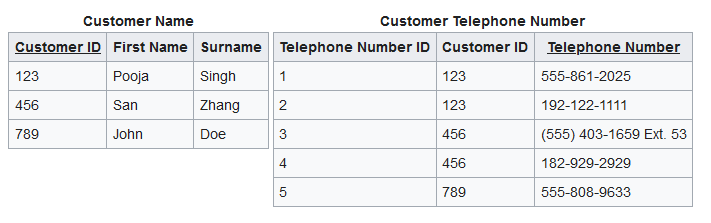 Customer Name
Customer ID First Name Surname
123 Pooja Singh
456 San Zhang
789 John Doe
Customer Telephone Number
Telephone Number ID Customer ID Telephone Number
1 123 555-861-2025
2 123 192-122-1111
3 456 (555) 403-1659 Ext. 53
4 456 182-929-2929
5 789 555-808-9633